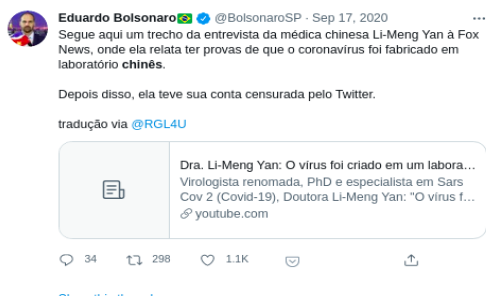 Eduardo Bolsonaro @BolsonaroSP · Sep 17, 2020
Segue aqui um trecho da entrevista da médica chinesa Li-Meng Yan à Fox
News, onde ela relata ter provas de que o coronavírus foi fabricado em
laboratório chinês.
Depois disso, ela teve sua conta censurada pelo Twitter.
tradução via @RGL4U
Dra. Li-Meng Yan: O vírus foi criado em um labora…
Virologista renomada, PhD e especialista em Sars
Cov 2 (Covid-19), Doutora Li-Meng Yan: "O vírus f…
youtube.com
34 298 1.1K